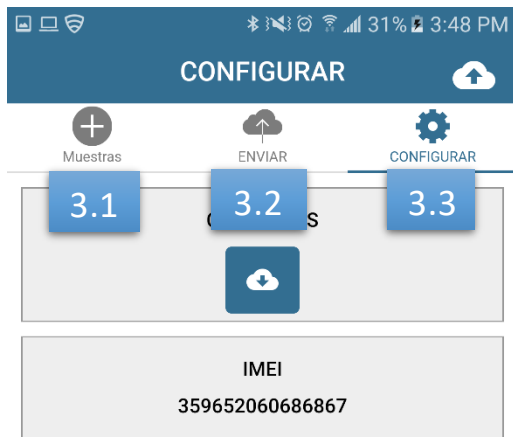 31% 3:48 PM
CONFIGURAR
Muestras ENVIAR CONFIGURAR
3.1 3.2 3.3
IMEI
359652060686867